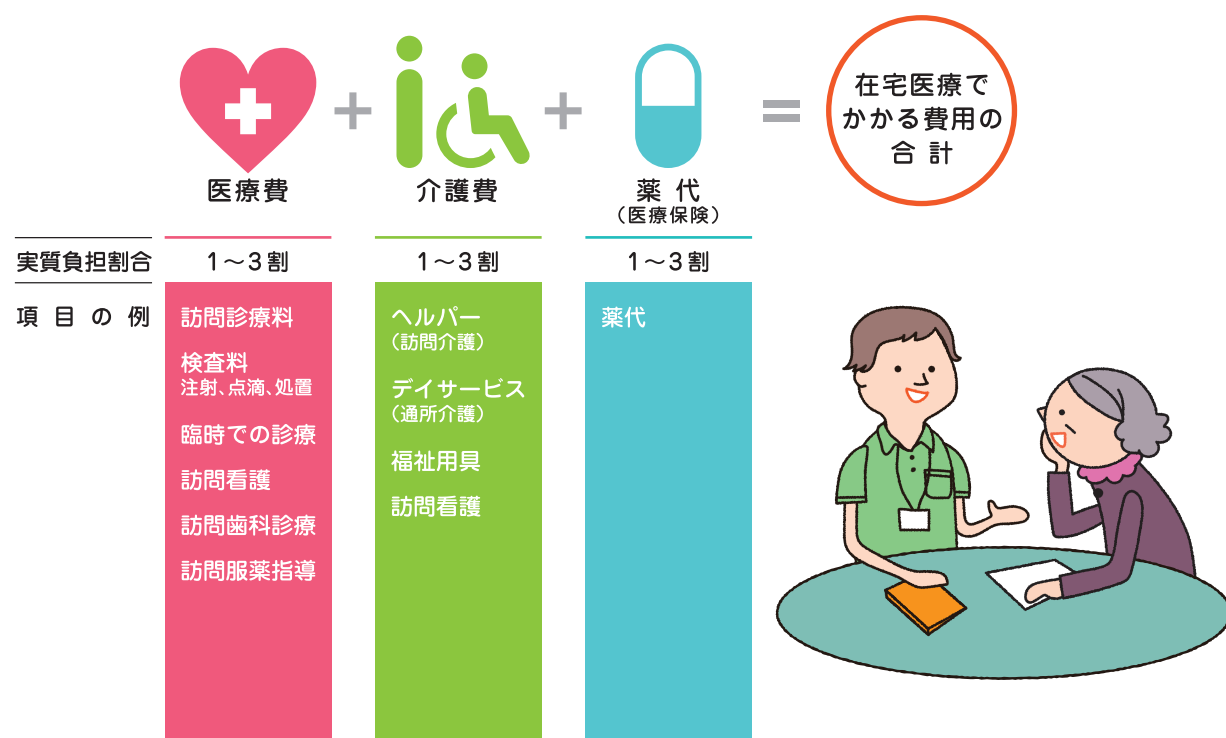 医療費
+
介護費
+
薬代
(医療保険)
=
在宅医療で
かかる費用の
合計
実質負担割合
1〜3割
1〜3割
1〜3割
項目の例
訪問診療料
検査料
注射、点滴、処置
臨時での診療
訪問看護
訪問歯科診療
訪問服薬指導
ヘルパー
(訪問介護)
デイサービス
(通所介護)
福祉用具
訪問看護
薬代